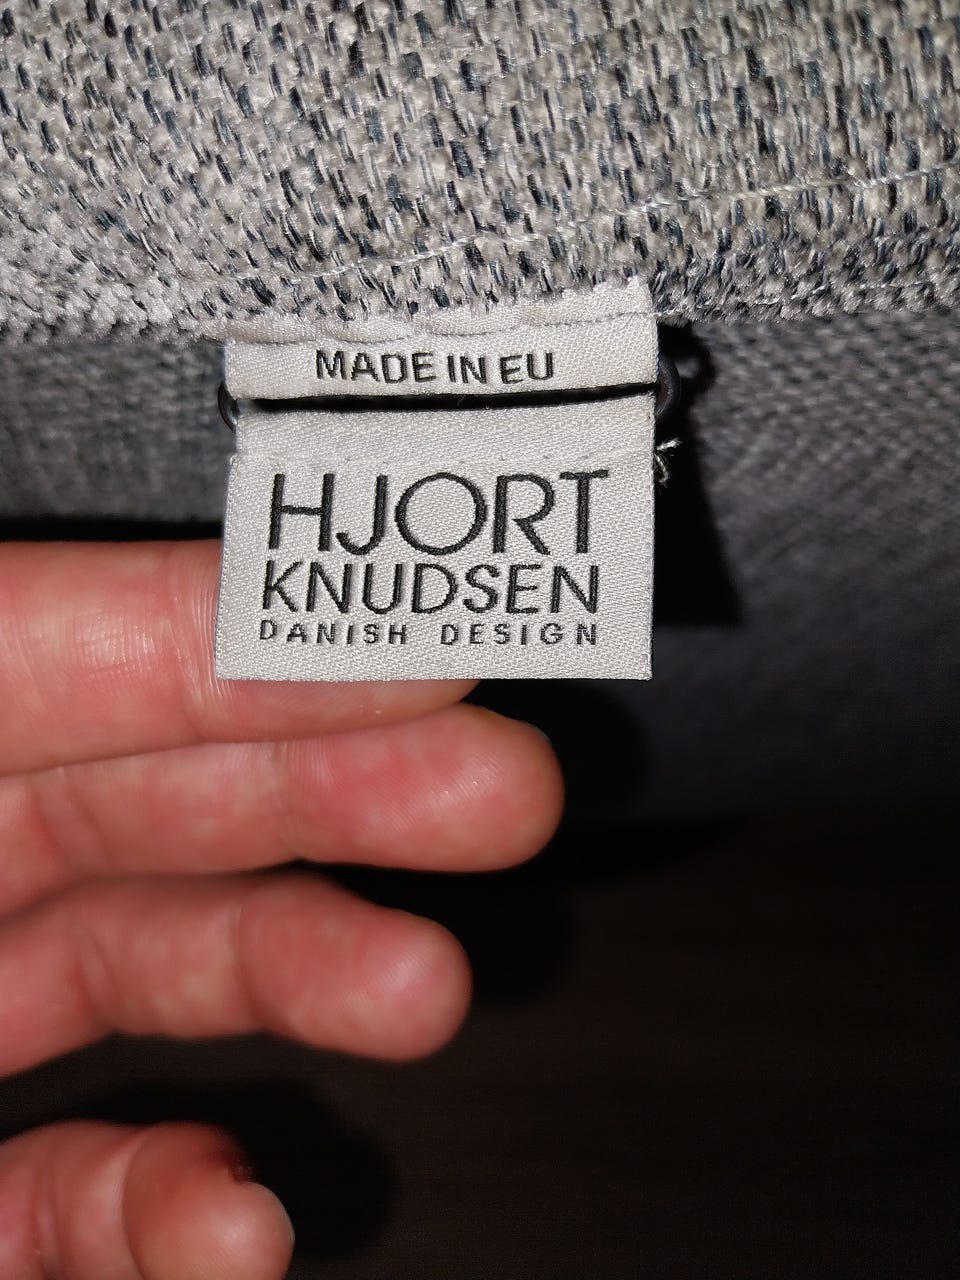 MADE IN EU
HJORT
KNUDSEN
DANISH DESIGN